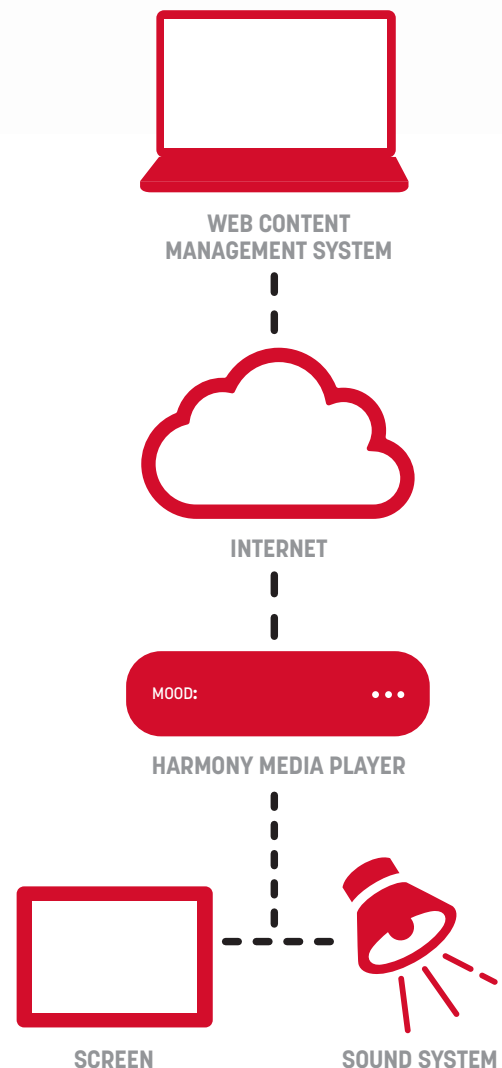 WEB CONTENT
MANAGEMENT SYSTEM
INTERNET
MOOD:
HARMONY MEDIA PLAYER
SCREEN
SOUND SYSTEM